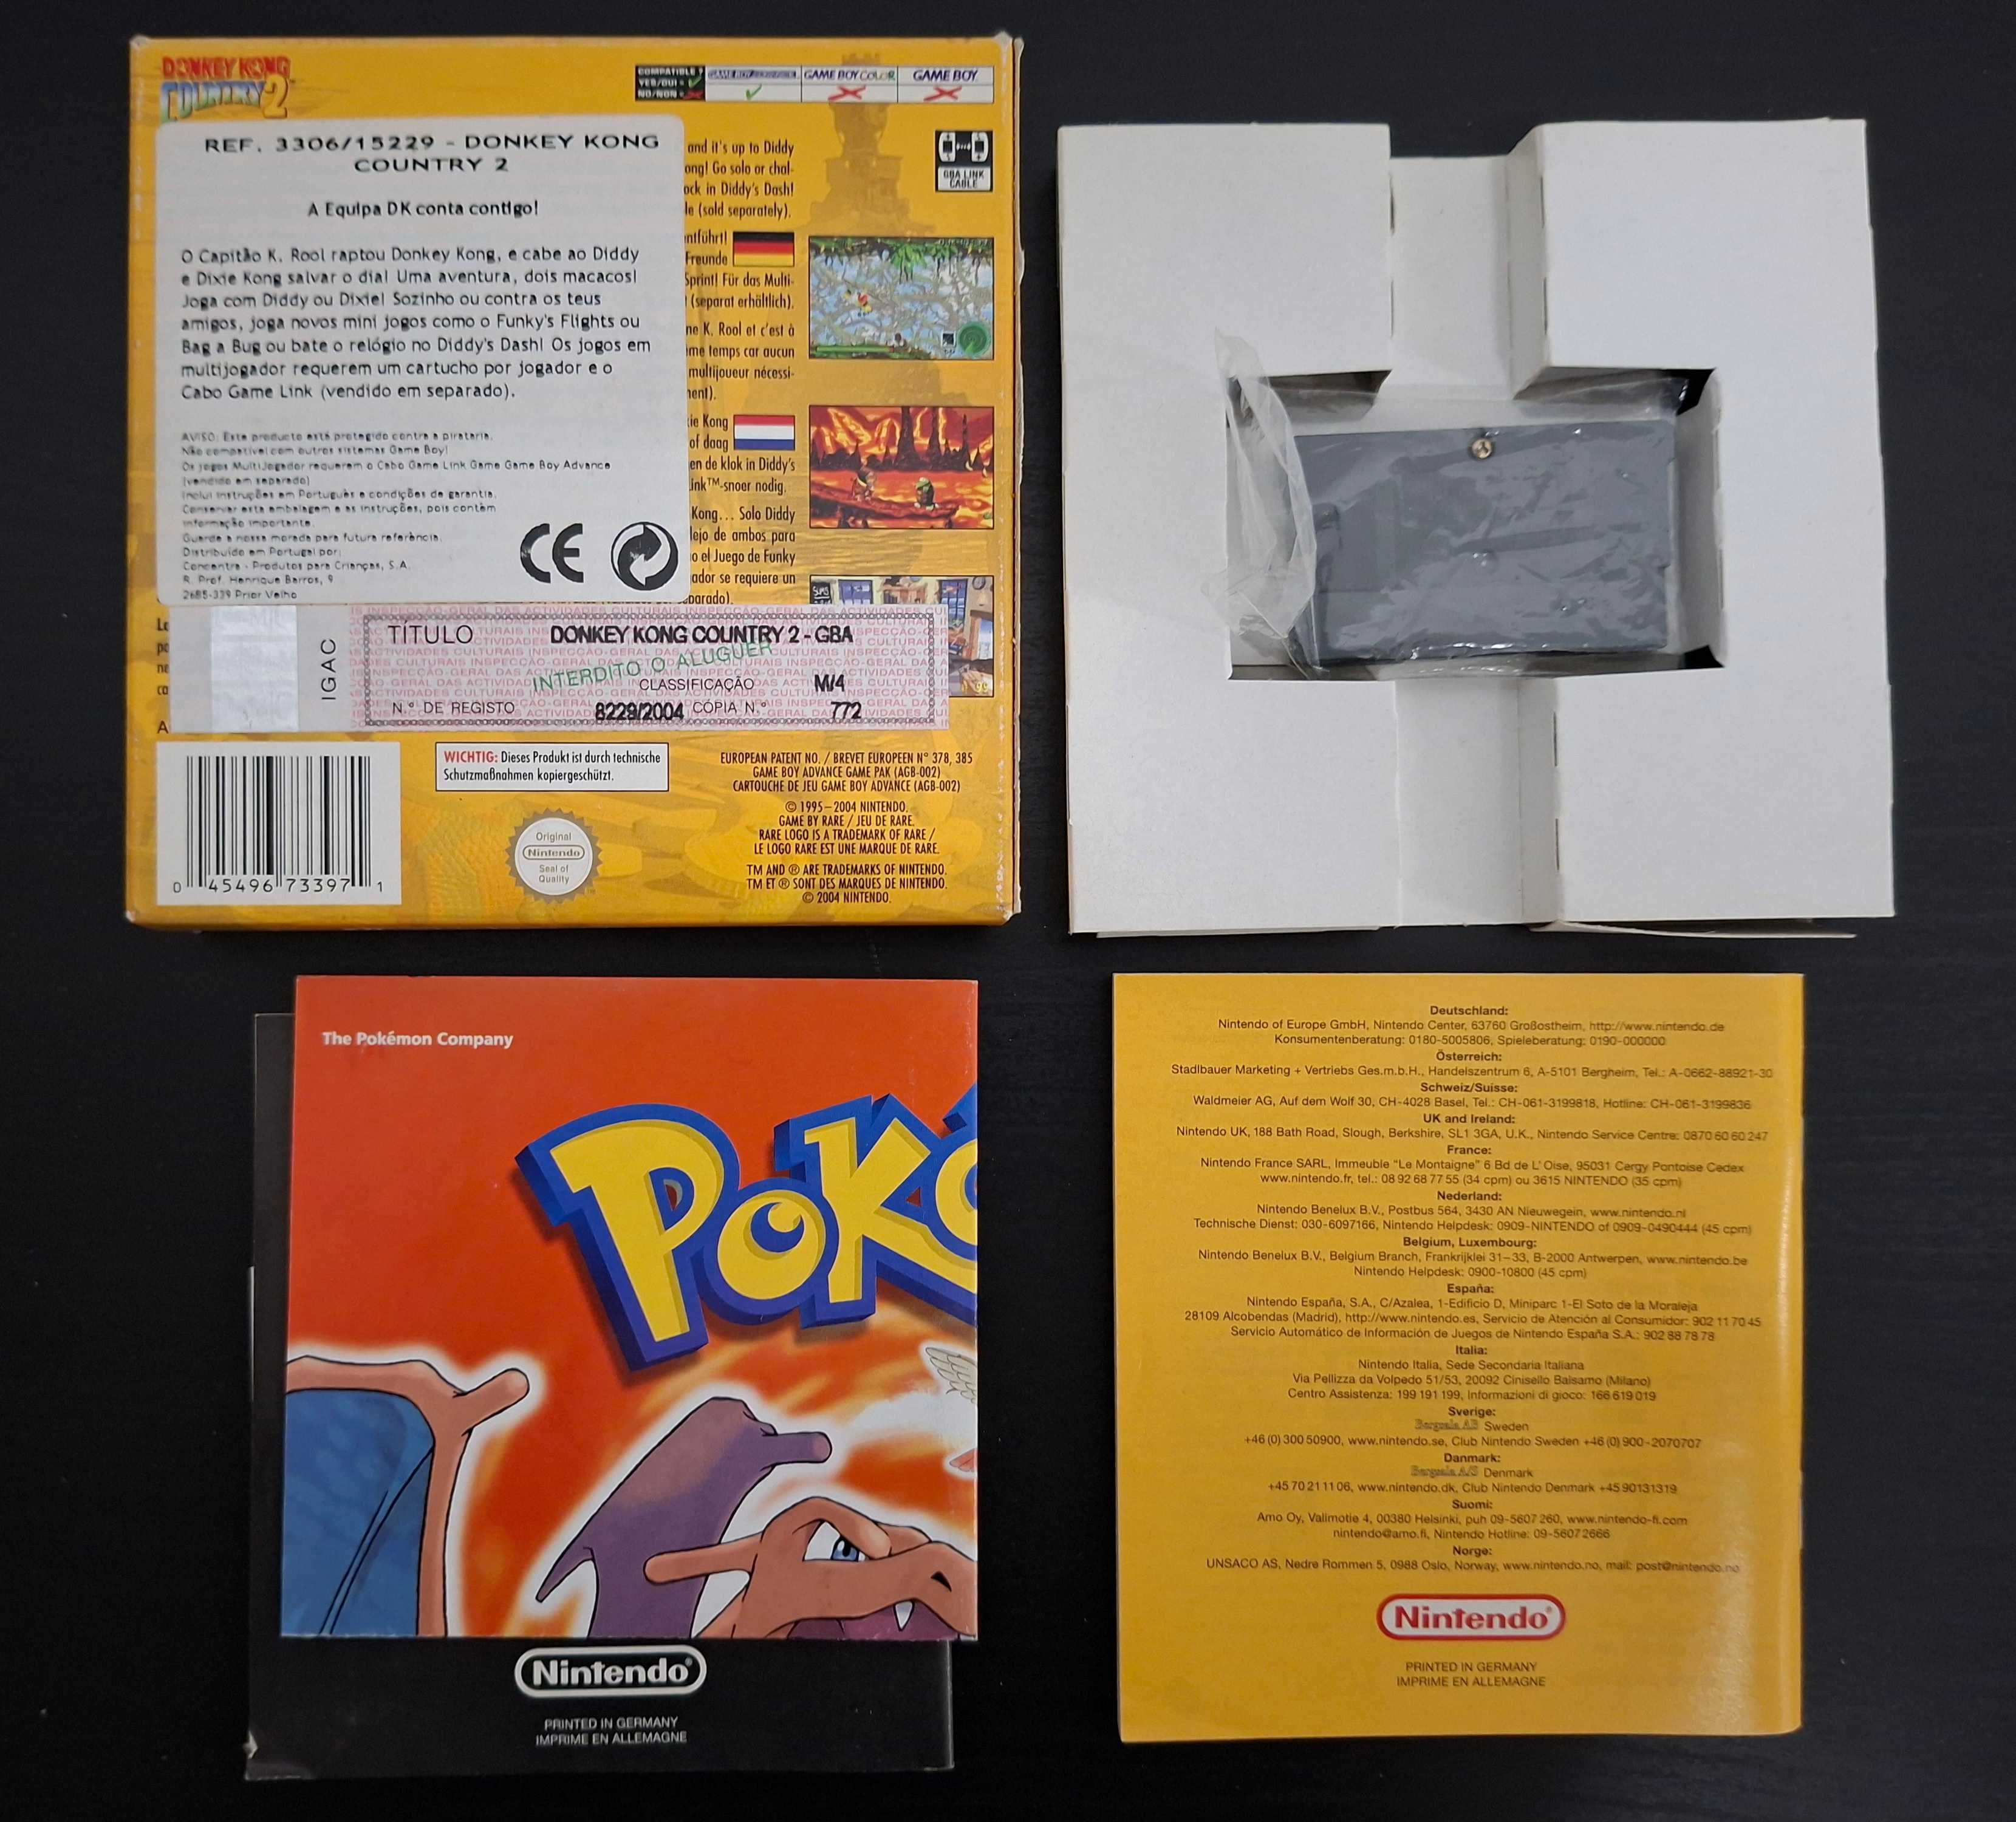 DONKEY KONG
COUNTRY 2
COMPATIBLE ?
YES/OUI =
NO/NON =
GAME BOY ADVANCE
GAME BOY COLOR
GAME BOY
GBA LINK
CABLE
REF. 3306/15229 - DONKEY KONG
COUNTRY 2
A Equipa DK conta contigo!
O Capitão K. Rool raptou Donkey Kong, e cabe ao Diddy
e Dixie Kong salvar o dia! Uma aventura, dois macacos!
Joga com Diddy ou Dixie! Sozinho ou contra os teus
amigos, joga novos mini jogos como o Funky's Flights ou
Bag a Bug ou bate o relógio no Diddy's Dash! Os jogos em
multijogador requerem um cartucho por jogador e o
Cabo Game Link (vendido em separado).
AVISO: Este producto está protegido contra a pirataria.
Não compatível com outros sistemas Game Boy!
Os jogos MultiJogador requerem o Cabo Game Link Game Game Boy Advance
(vendido em separado)
Inclui Instruções em Português e condições de garantia.
Conservar esta embalagem e as instruções, pois contêm
informação importante.
Guarde a nossa morada para futura referência.
Distribuído em Portugal por:
Concentra - Produtos para Crianças, S.A.
R. Prof. Henrique Barros, 9
2685-339 Prior Velho
CE
and it's up to Diddy
ong! Go solo or chal-
ock in Diddy's Dash!
le (sold separately).
entführt!
Freunde
Sprint! Für das Multi-
(separat erhältlich).
ne K. Rool et c'est à
ême temps car aucun
multijoueur nécessi-
ment).
ie Kong
of daag
en de klok in Diddy's
ink™-snoer nodig.
Kong... Solo Diddy
lejo de ambos para
o el Juego de Funky
ador se requiere un
parado).
IGAC
TÍTULO DONKEY KONG COUNTRY 2 - GBA
INTERDITO O ALUGUER
CLASSIFICAÇÃO M/4
N.º DE REGISTO 8229/2004 CÓPIA N.º 772
WICHTIG: Dieses Produkt ist durch technische
Schutzmaßnahmen kopiergeschützt.
EUROPEAN PATENT NO. / BREVET EUROPEEN N° 378, 385
GAME BOY ADVANCE GAME PAK (AGB-002)
CARTOUCHE DE JEU GAME BOY ADVANCE (AGB-002)
© 1995–2004 NINTENDO.
GAME BY RARE / JEU DE RARE.
RARE LOGO IS A TRADEMARK OF RARE /
LE LOGO RARE EST UNE MARQUE DE RARE.
TM AND ® ARE TRADEMARKS OF NINTENDO.
TM ET ® SONT DES MARQUES DE NINTENDO.
© 2004 NINTENDO.
Original
Nintendo
Seal of
Quality
0 45496 73397 1
The Pokémon Company
POKé
Nintendo®
PRINTED IN GERMANY
IMPRIME EN ALLEMAGNE
Deutschland:
Nintendo of Europe GmbH, Nintendo Center, 63760 Großostheim, http://www.nintendo.de
Konsumentenberatung: 0180-5005806, Spieleberatung: 0190-000000
Österreich:
Stadlbauer Marketing + Vertriebs Ges.m.b.H., Handelszentrum 6, A-5101 Bergheim, Tel.: A-0662-88921-30
Schweiz/Suisse:
Waldmeier AG, Auf dem Wolf 30, CH-4028 Basel, Tel.: CH-061-3199818, Hotline: CH-061-3199836
UK and Ireland:
Nintendo UK, 188 Bath Road, Slough, Berkshire, SL1 3GA, U.K., Nintendo Service Centre: 0870 60 60 247
France:
Nintendo France SARL, Immeuble "Le Montaigne" 6 Bd de L'Oise, 95031 Cergy Pontoise Cedex
www.nintendo.fr, tel.: 08 92 68 77 55 (34 cpm) ou 3615 NINTENDO (35 cpm)
Nederland:
Nintendo Benelux B.V., Postbus 564, 3430 AN Nieuwegein, www.nintendo.nl
Technische Dienst: 030-6097166, Nintendo Helpdesk: 0909-NINTENDO of 0909-0490444 (45 cpm)
Belgium, Luxembourg:
Nintendo Benelux B.V., Belgium Branch, Frankrijklei 31–33, B-2000 Antwerpen, www.nintendo.be
Nintendo Helpdesk: 0900-10800 (45 cpm)
España:
Nintendo España, S.A., C/Azalea, 1-Edificio D, Miniparc 1-El Soto de la Moraleja
28109 Alcobendas (Madrid), http://www.nintendo.es, Servicio de Atención al Consumidor: 902 11 70 45
Servicio Automático de Información de Juegos de Nintendo España S.A.: 902 88 78 78
Italia:
Nintendo Italia, Sede Secondaria Italiana
Via Pellizza da Volpedo 51/53, 20092 Cinisello Balsamo (Milano)
Centro Assistenza: 199 191 199, Informazioni di gioco: 166 619 019
Sverige:
Bergsala AB Sweden
+46 (0) 300 50900, www.nintendo.se, Club Nintendo Sweden +46 (0) 900-2070707
Danmark:
Bergsala A/S Denmark
+45 70 21 11 06, www.nintendo.dk, Club Nintendo Denmark +45 90131319
Suomi:
Amo Oy, Valimotie 4, 00380 Helsinki, puh 09-5607 260, www.nintendo-fi.com
nintendo@amo.fi, Nintendo Hotline: 09-5607 2666
Norge:
UNSACO AS, Nedre Rommen 5, 0988 Oslo, Norway, www.nintendo.no, mail: post@nintendo.no
Nintendo®
PRINTED IN GERMANY
IMPRIME EN ALLEMAGNE